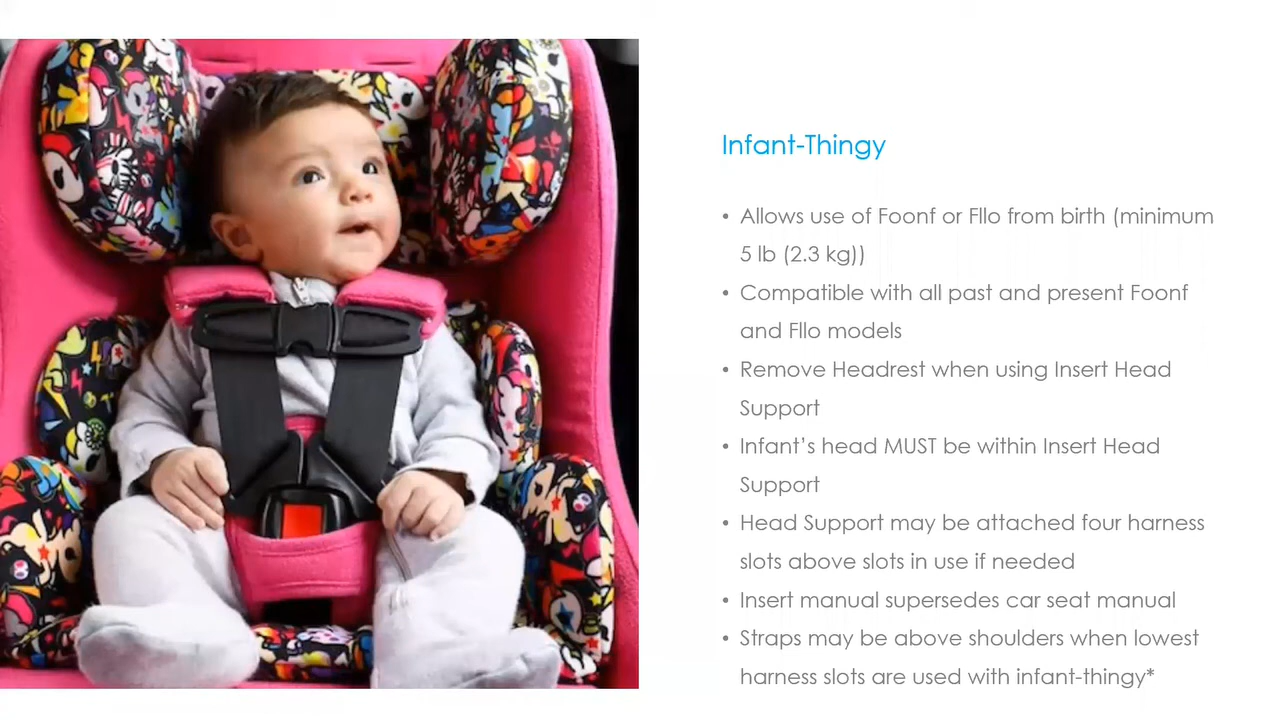 Infant-Thingy
• Allows use of Foonf or Fllo from birth (minimum
5 lb (2.3 kg))
• Compatible with all past and present Foonf
and Fllo models
• Remove Headrest when using Insert Head
Support
• Infant’s head MUST be within Insert Head
Support
• Head Support may be attached four harness
slots above slots in use if needed
• Insert manual supersedes car seat manual
• Straps may be above shoulders when lowest
harness slots are used with infant-thingy*